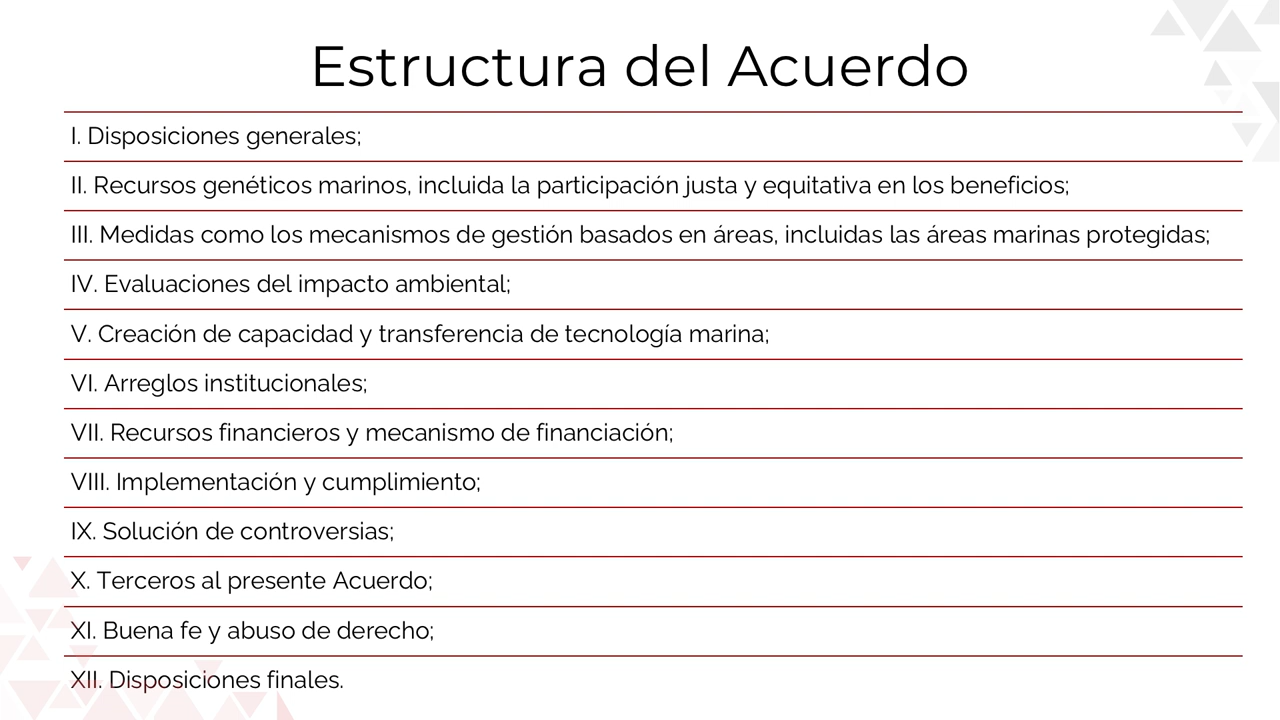 Estructura del Acuerdo
I. Disposiciones generales;
II. Recursos genéticos marinos, incluida la participación justa y equitativa en los beneficios;
III. Medidas como los mecanismos de gestión basados en áreas, incluidas las áreas marinas protegidas;
IV. Evaluaciones del impacto ambiental;
V. Creación de capacidad y transferencia de tecnología marina;
VI. Arreglos institucionales;
VII. Recursos financieros y mecanismo de financiación;
VIII. Implementación y cumplimiento;
IX. Solución de controversias;
X. Terceros al presente Acuerdo;
XI. Buena fe y abuso de derecho;
XII. Disposiciones finales.